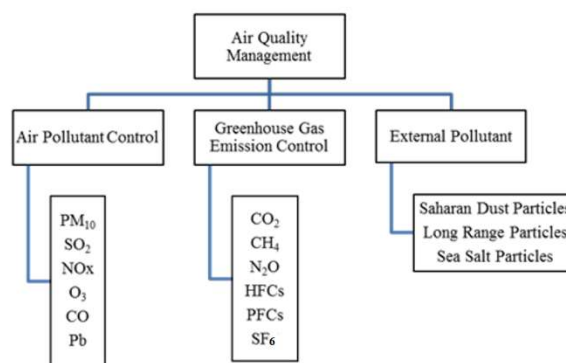 Air Quality
Management
Air Pollutant Control
Greenhouse Gas
Emission Control
External Pollutant
PM₁₀
SO₂
NOx
O₃
CO
Pb
CO₂
CH₄
N₂O
HFCs
PFCs
SF₆
Saharan Dust Particles
Long Range Particles
Sea Salt Particles